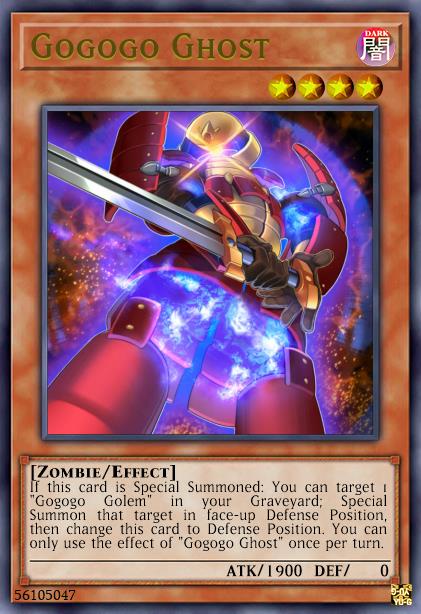 Gogogo Ghost
DARK
闇
[Zombie/Effect]
If this card is Special Summoned: You can target 1
"Gogogo Golem" in your Graveyard; Special
Summon that target in face-up Defense Position,
then change this card to Defense Position. You can
only use the effect of "Gogogo Ghost" once per turn.
ATK/1900 DEF/ 0
56105047